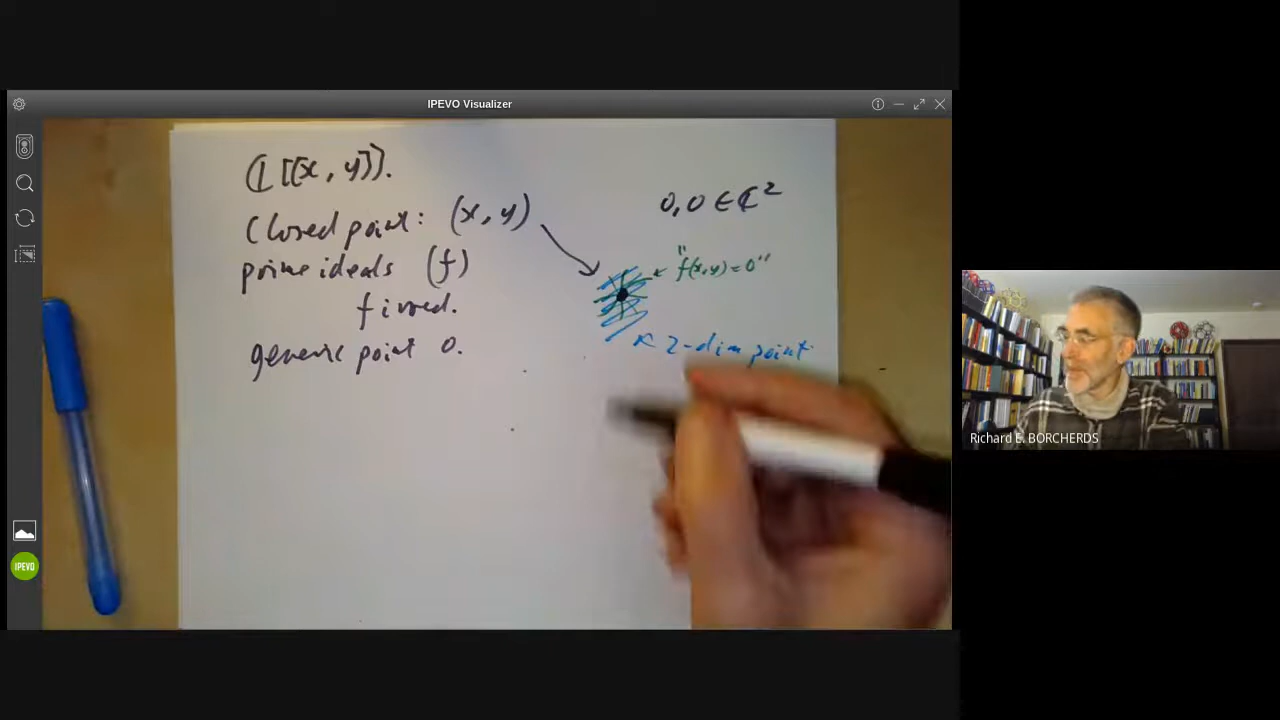 IPEVO Visualizer
ℂ[[x,y]].
Closed point: (x,y)
prime ideals (f)
f irred.
generic point 0.
0,0 ∈ ℂ²
"f(x,y)=0"
2-dim point
IPEVO
Richard E. BORCHERDS